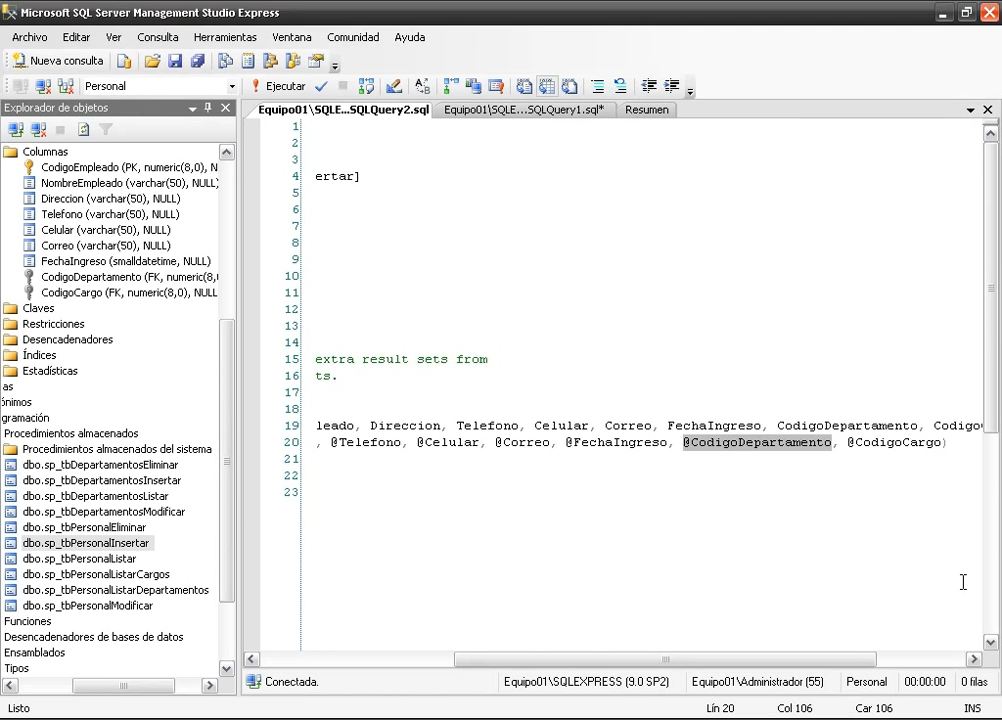 Microsoft SQL Server Management Studio Express
Archivo Editar Ver Consulta Herramientas Ventana Comunidad Ayuda
Nueva consulta
Personal
Ejecutar
Explorador de objetos
Equipo01\SQLE...SQLQuery2.sql Equipo01\SQLE...SQLQuery1.sql* Resumen
Columnas
CodigoEmpleado (PK, numeric(8,0), N
NombreEmpleado (varchar(50), NULL)
Direccion (varchar(50), NULL)
Telefono (varchar(50), NULL)
Celular (varchar(50), NULL)
Correo (varchar(50), NULL)
FechaIngreso (smalldatetime, NULL)
CodigoDepartamento (FK, numeric(8,
CodigoCargo (FK, numeric(8,0), NULL
Claves
Restricciones
Desencadenadores
Índices
Estadísticas
as
ónimos
gramación
Procedimientos almacenados
Procedimientos almacenados del sistema
dbo.sp_tbDepartamentosEliminar
dbo.sp_tbDepartamentosInsertar
dbo.sp_tbDepartamentosListar
dbo.sp_tbDepartamentosModificar
dbo.sp_tbPersonalEliminar
dbo.sp_tbPersonalInsertar
dbo.sp_tbPersonalListar
dbo.sp_tbPersonalListarCargos
dbo.sp_tbPersonalListarDepartamentos
dbo.sp_tbPersonalModificar
Funciones
Desencadenadores de bases de datos
Ensamblados
Tipos
1
2
3
4 ertar]
5
6
7
8
9
10
11
12
13
14
15 extra result sets from
16 ts.
17
18
19 leado, Direccion, Telefono, Celular, Correo, FechaIngreso, CodigoDepartamento, Codigo
20 , @Telefono, @Celular, @Correo, @FechaIngreso, @CodigoDepartamento, @CodigoCargo)
21
22
23
Conectada. Equipo01\SQLEXPRESS (9.0 SP2) Equipo01\Administrador (55) Personal 00:00:00 0 filas
Listo Lín 20 Col 106 Car 106 INS